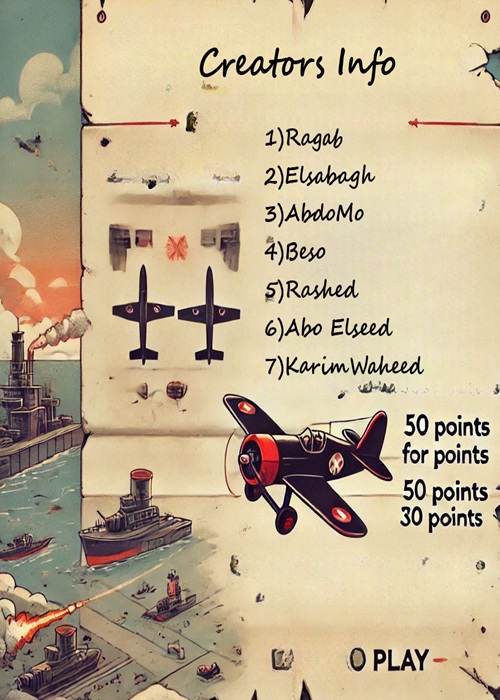 Creators Info
1)Ragab
2)Elsabagh
3)AbdoMo
4)Beso
5)Rashed
6)Abo Elseed
7)KarimWaheed
50 points
for points
50 points
30 points
O PLAY